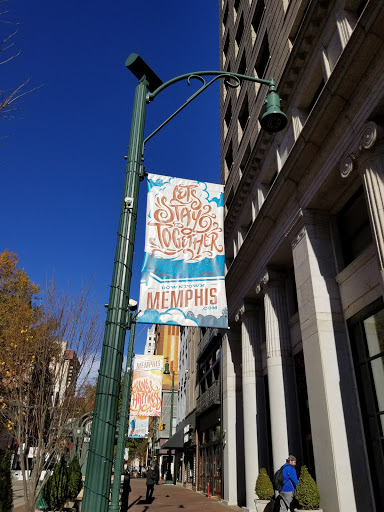 LET'S
STAY
TOGETHER
DOWNTOWN
MEMPHIS
.COM
MEMPHIS